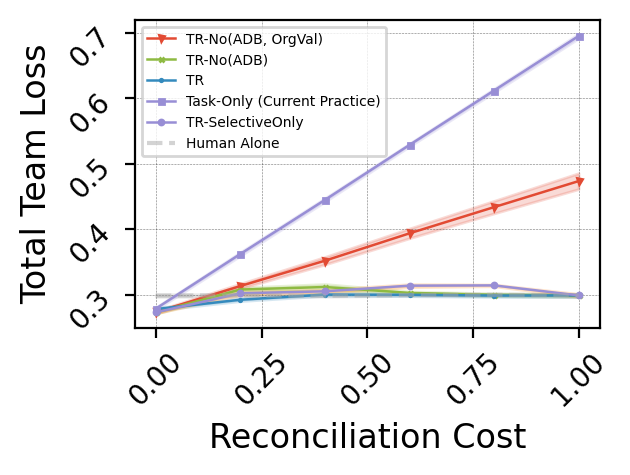 TR-No(ADB, OrgVal)
TR-No(ADB)
TR
Task-Only (Current Practice)
TR-SelectiveOnly
Human Alone
Total Team Loss
0.7
0.6
0.5
0.4
0.3
0.00
0.25
0.50
0.75
1.00
Reconciliation Cost